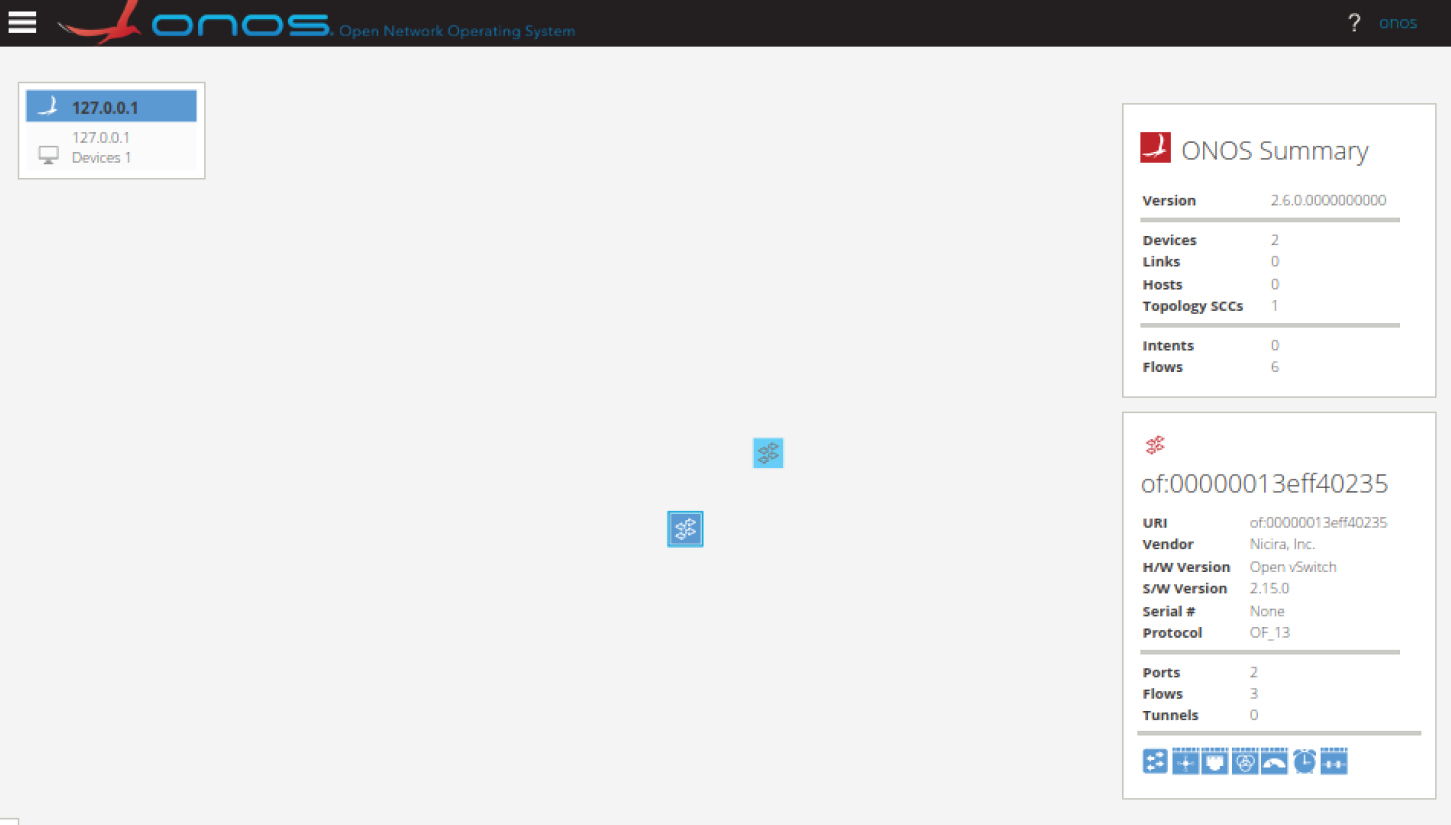 onos Open Network Operating System
? onos
127.0.0.1
127.0.0.1
Devices 1
ONOS Summary
Version 2.6.0.0000000000
Devices 2
Links 0
Hosts 0
Topology SCCs 1
Intents 0
Flows 6
of:00000013eff40235
URI of:00000013eff40235
Vendor Nicira, Inc.
H/W Version Open vSwitch
S/W Version 2.15.0
Serial # None
Protocol OF_13
Ports 2
Flows 3
Tunnels 0